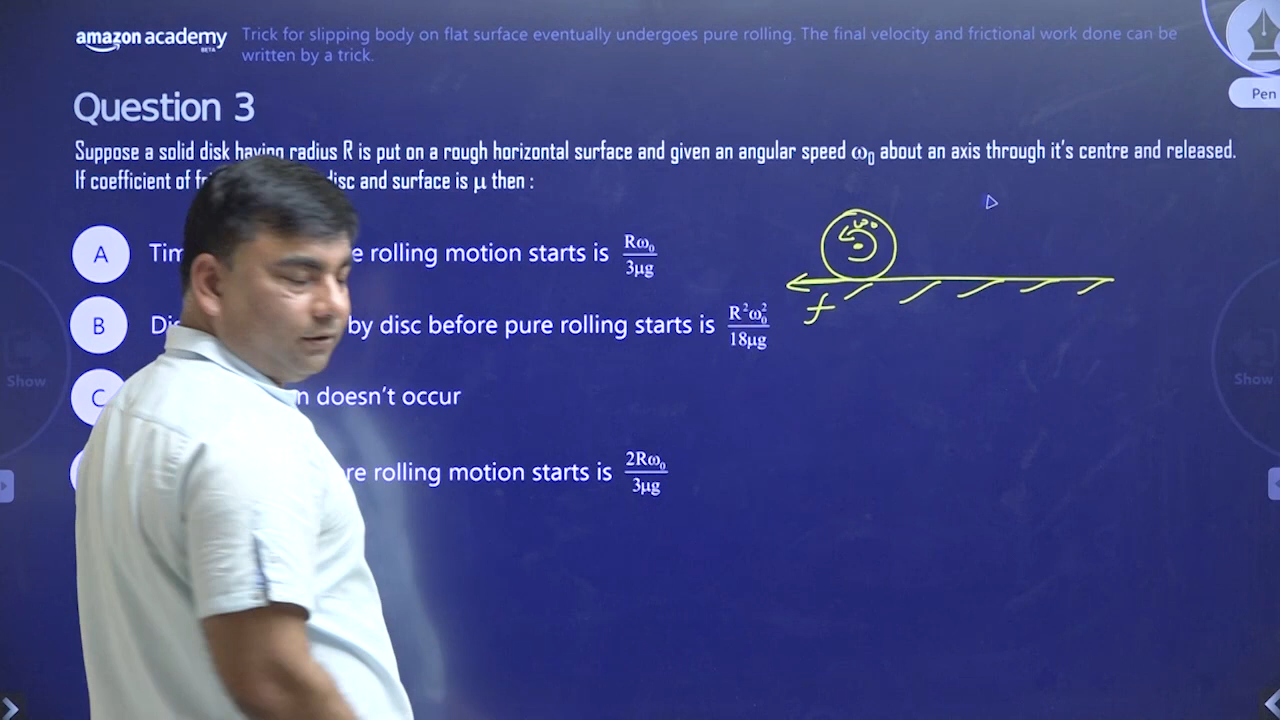 amazon academy
BETA
Trick for slipping body on flat surface eventually undergoes pure rolling. The final velocity and frictional work done can be
written by a trick.
Pen
Question 3
Suppose a solid disk having radius R is put on a rough horizontal surface and given an angular speed ω₀ about an axis through it's centre and released.
If coefficient of disc and surface is μ then :
A
rolling motion starts is Rω₀/3μg
B
by disc before pure rolling starts is R²ω₀²/18μg
C
doesn't occur
rolling motion starts is 2Rω₀/3μg
ω₀
f
Show
Show